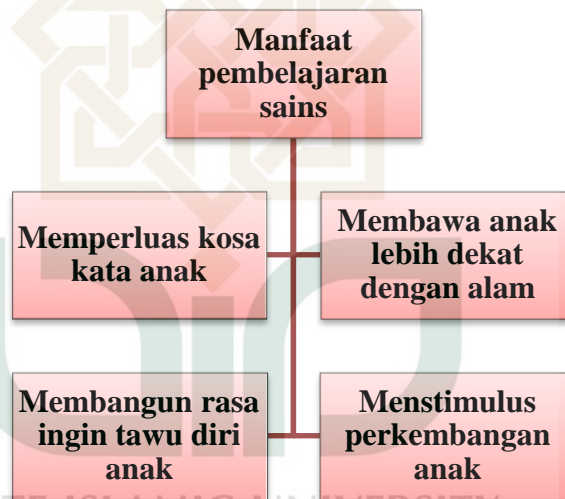 Manfaat
pembelajaran
sains
Memperluas kosa
kata anak
Membawa anak
lebih dekat
dengan alam
Membangun rasa
ingin tawu diri
anak
Menstimulus
perkembangan
anak